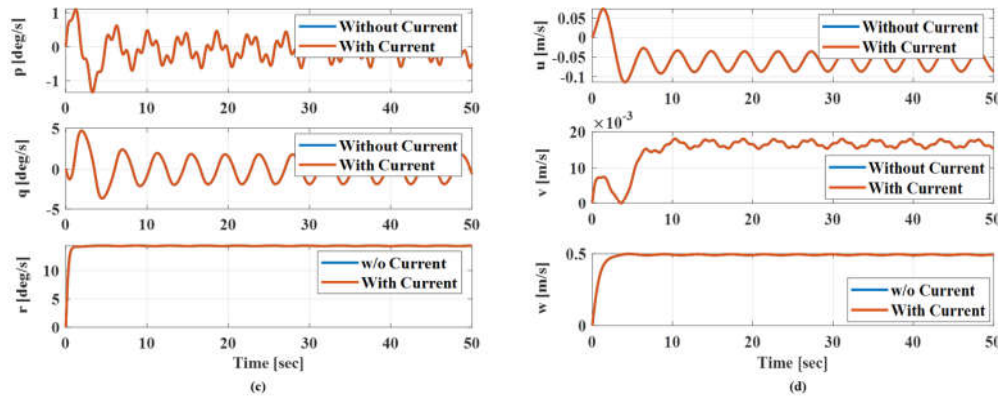 1
0
-1
p [deg/s]
Without Current
With Current
0 10 20 30 40 50
5
0
-5
q [deg/s]
Without Current
With Current
0 10 20 30 40 50
10
5
0
r [deg/s]
w/o Current
With Current
0 10 20 30 40 50
Time [sec]
(c)
0.05
0
-0.05
-0.1
u [m/s]
Without Current
With Current
0 10 20 30 40 50
×10⁻³
20
10
0
v [m/s]
Without Current
With Current
0 10 20 30 40 50
0.5
0
w [m/s]
w/o Current
With Current
0 10 20 30 40 50
Time [sec]
(d)